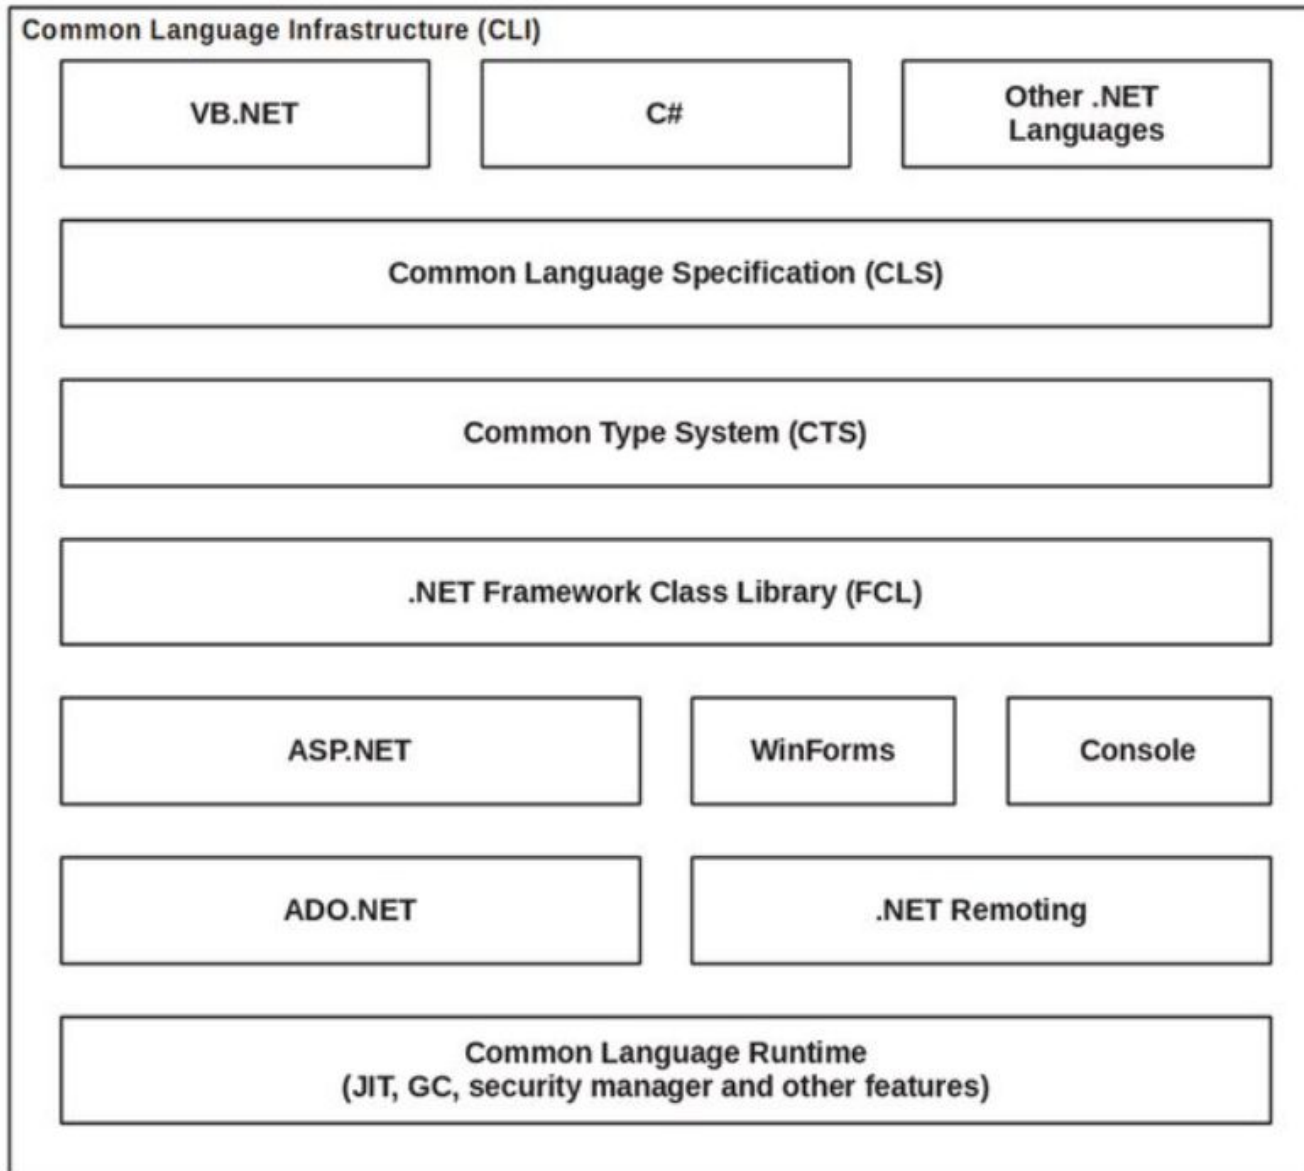 Common Language Infrastructure (CLI)
VB.NET
C#
Other .NET
Languages
Common Language Specification (CLS)
Common Type System (CTS)
.NET Framework Class Library (FCL)
ASP.NET
WinForms
Console
ADO.NET
.NET Remoting
Common Language Runtime
(JIT, GC, security manager and other features)